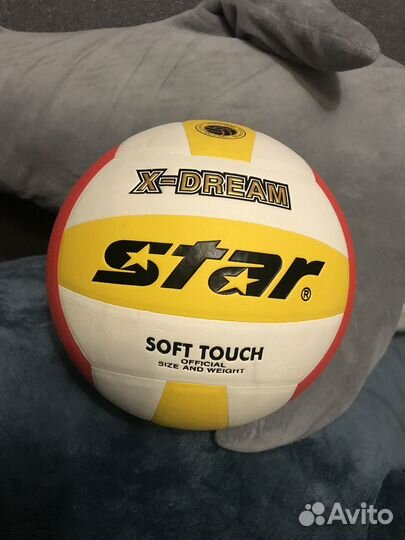 X-DREAM
star®
SOFT TOUCH
OFFICIAL
SIZE AND WEIGHT
Avito